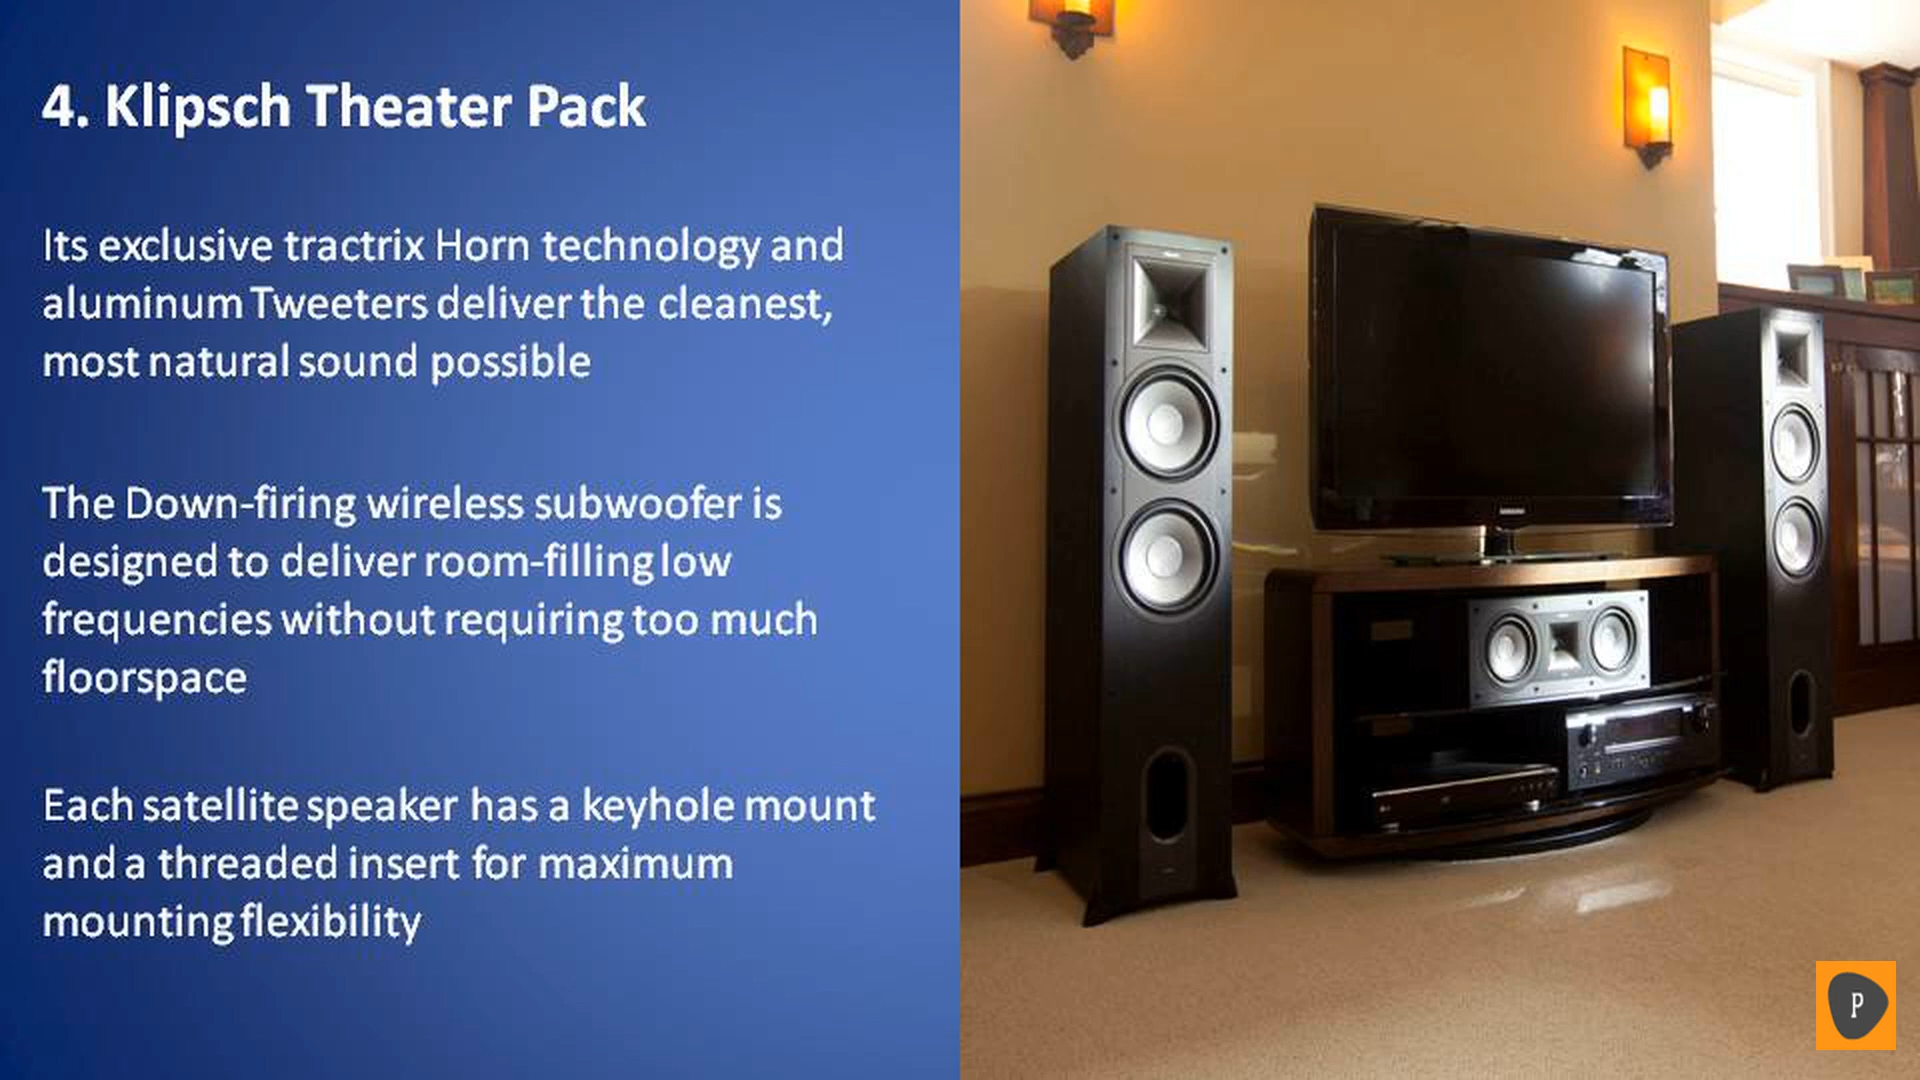 4. Klipsch Theater Pack
Its exclusive tractrix Horn technology and
aluminum Tweeters deliver the cleanest,
most natural sound possible
The Down-firing wireless subwoofer is
designed to deliver room-filling low
frequencies without requiring too much
floorspace
Each satellite speaker has a keyhole mount
and a threaded insert for maximum
mounting flexibility
SAMSUNG
P